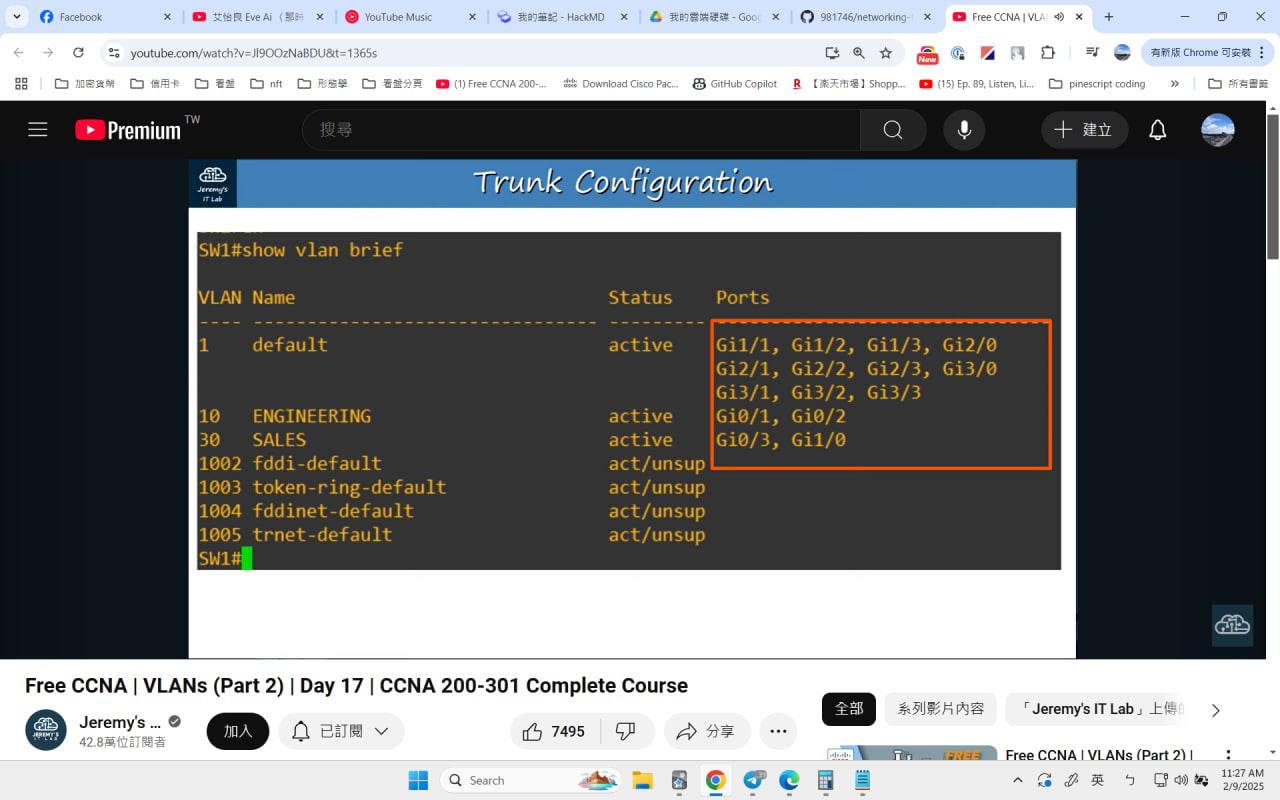 Facebook
艾怡良 Eve Ai （那時
YouTube Music
我的筆記 - HackMD
我的雲端硬碟 - Goog
981746/networking-
Free CCNA | VLA
youtube.com/watch?v=Jl9OOzNaBDU&t=1365s
New
有新版 Chrome 可安裝
加密貨幣
信用卡
看盤
nft
形態學
看盤分頁
(1) Free CCNA 200-...
Download Cisco Pac...
GitHub Copilot
【楽天市場】Shopp...
(15) Ep. 89, Listen, Li...
pinescript coding
»
所有書籤
Premium TW
搜尋
建立
Jeremy's
IT Lab
Trunk Configuration
SW1#show vlan brief
VLAN Name Status Ports
---- -------------------------------- --------- -------------------------------
1 default active Gi1/1, Gi1/2, Gi1/3, Gi2/0
Gi2/1, Gi2/2, Gi2/3, Gi3/0
Gi3/1, Gi3/2, Gi3/3
10 ENGINEERING active Gi0/1, Gi0/2
30 SALES active Gi0/3, Gi1/0
1002 fddi-default act/unsup
1003 token-ring-default act/unsup
1004 fddinet-default act/unsup
1005 trnet-default act/unsup
SW1#
Free CCNA | VLANs (Part 2) | Day 17 | CCNA 200-301 Complete Course
Jeremy's ...
42.8萬位訂閱者
加入
已訂閱
7495
分享
全部
系列影片內容
「Jeremy's IT Lab」上傳的
FREE
Free CCNA | VLANs (Part 2) |
Search
英
11:27 AM
2/9/2025